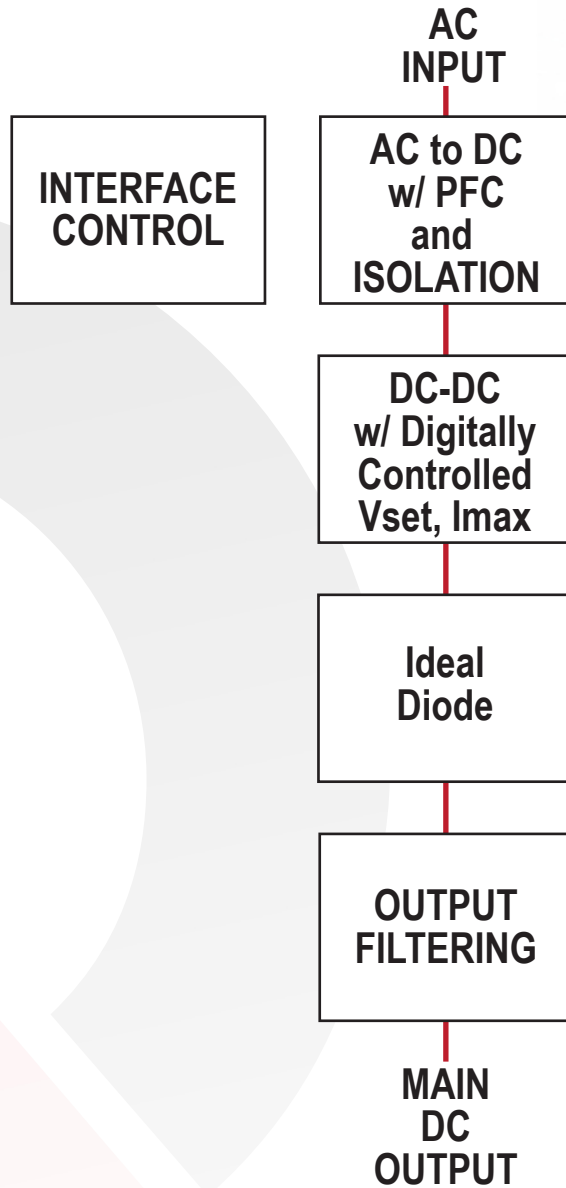 AC
INPUT
INTERFACE
CONTROL
AC to DC
w/ PFC
and
ISOLATION
DC-DC
w/ Digitally
Controlled
Vset, Imax
Ideal
Diode
OUTPUT
FILTERING
MAIN
DC
OUTPUT